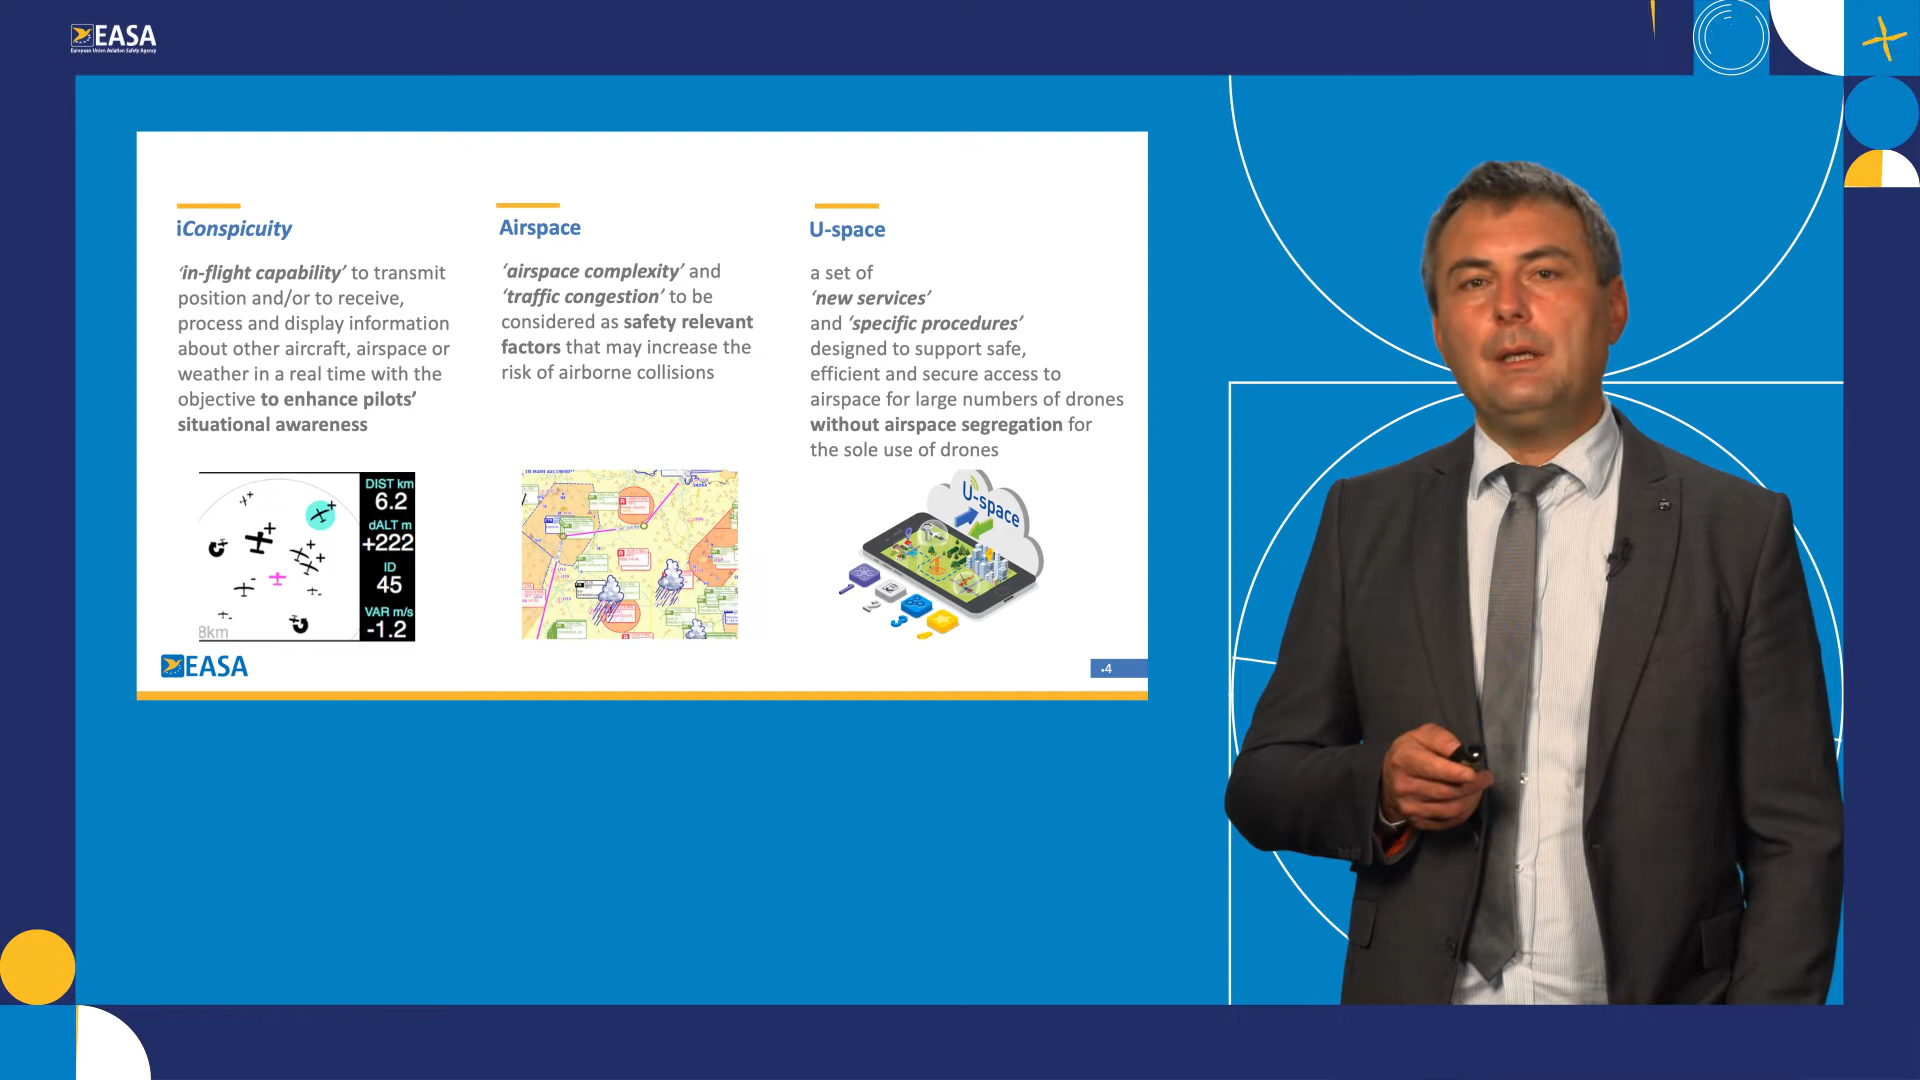 EASA
European Union Aviation Safety Agency
iConspicuity
'in-flight capability' to transmit
position and/or to receive,
process and display information
about other aircraft, airspace or
weather in a real time with the
objective to enhance pilots'
situational awareness
Airspace
'airspace complexity' and
'traffic congestion' to be
considered as safety relevant
factors that may increase the
risk of airborne collisions
U-space
a set of
'new services'
and 'specific procedures'
designed to support safe,
efficient and secure access to
airspace for large numbers of drones
without airspace segregation for
the sole use of drones
DIST km
6.2
dALT m
+222
ID
45
VAR m/s
-1.2
8km
U-space
1
2
3
EASA
.4